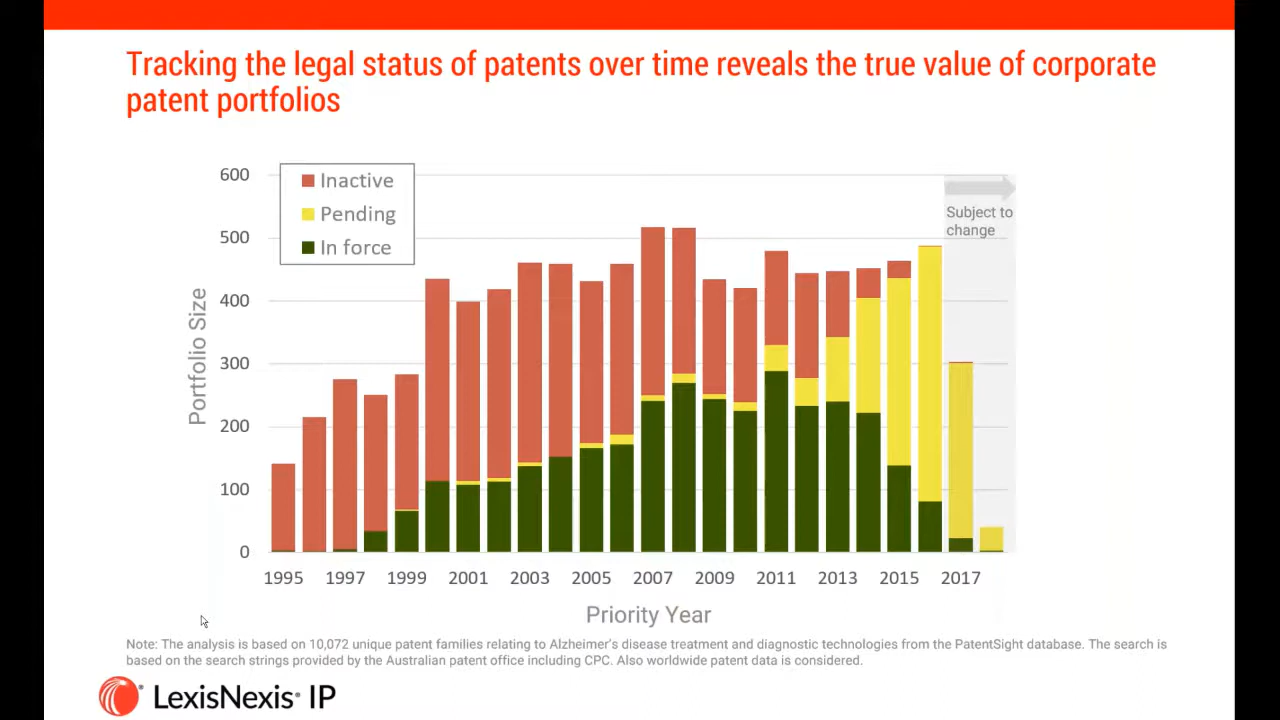 Tracking the legal status of patents over time reveals the true value of corporate
patent portfolios
600
500
400
300
200
100
0
Portfolio Size
Inactive
Pending
In force
Subject to
change
1995 1997 1999 2001 2003 2005 2007 2009 2011 2013 2015 2017
Priority Year
Note: The analysis is based on 10,072 unique patent families relating to Alzheimer's disease treatment and diagnostic technologies from the PatentSight database. The search is
based on the search strings provided by the Australian patent office including CPC. Also worldwide patent data is considered.
LexisNexis® IP